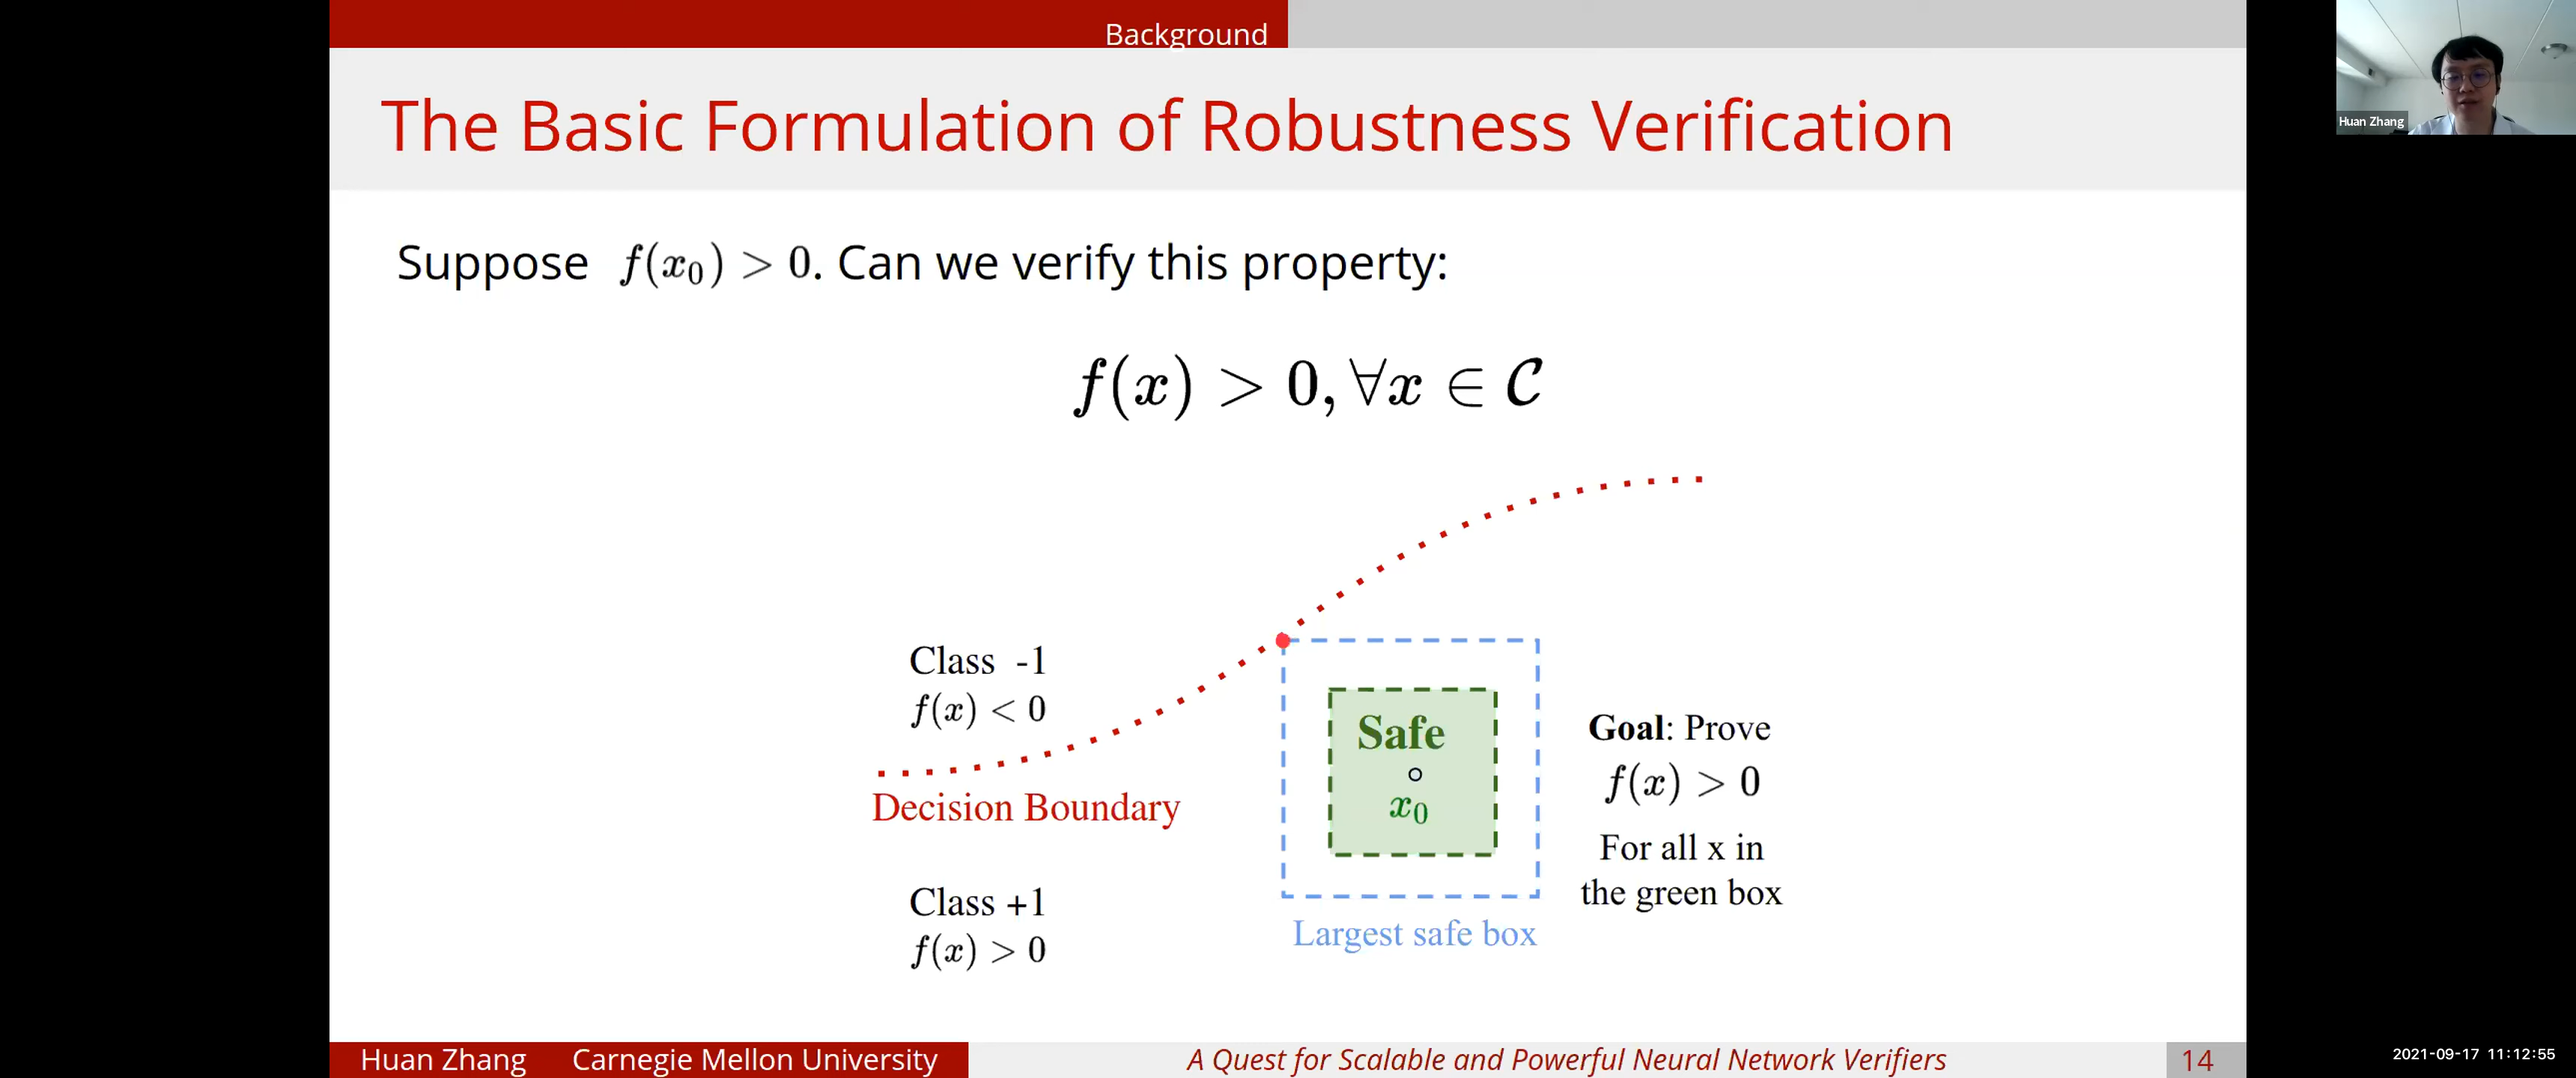 Background
The Basic Formulation of Robustness Verification
Huan Zhang
Suppose f(x₀) > 0. Can we verify this property:
f(x) > 0, ∀x ∈ 𝒞
Class -1
f(x) < 0
Decision Boundary
Class +1
f(x) > 0
Safe
x₀
Largest safe box
Goal: Prove
f(x) > 0
For all x in
the green box
Huan Zhang Carnegie Mellon University A Quest for Scalable and Powerful Neural Network Verifiers 14
2021-09-17 11:12:55